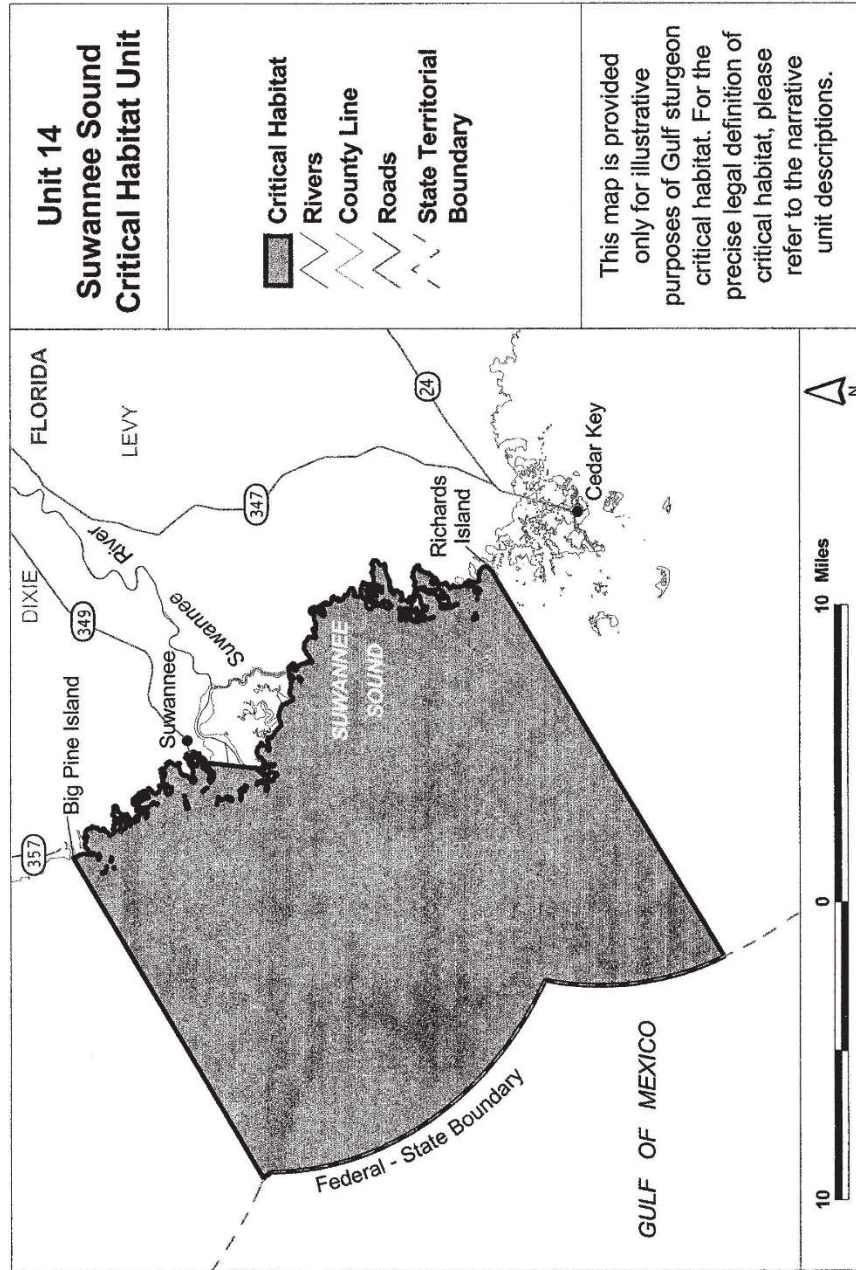 Unit 14
Suwannee Sound
Critical Habitat Unit
Critical Habitat
Rivers
County Line
Roads
State Territorial
Boundary
This map is provided
only for illustrative
purposes of Gulf sturgeon
critical habitat. For the
precise legal definition of
critical habitat, please
refer to the narrative
unit descriptions.
FLORIDA
DIXIE
LEVY
357
349
347
24
Big Pine Island
Suwannee
Suwannee River
SUWANNEE
SOUND
Richards
Island
Cedar Key
Federal - State Boundary
GULF OF MEXICO
10
0
10 Miles
N